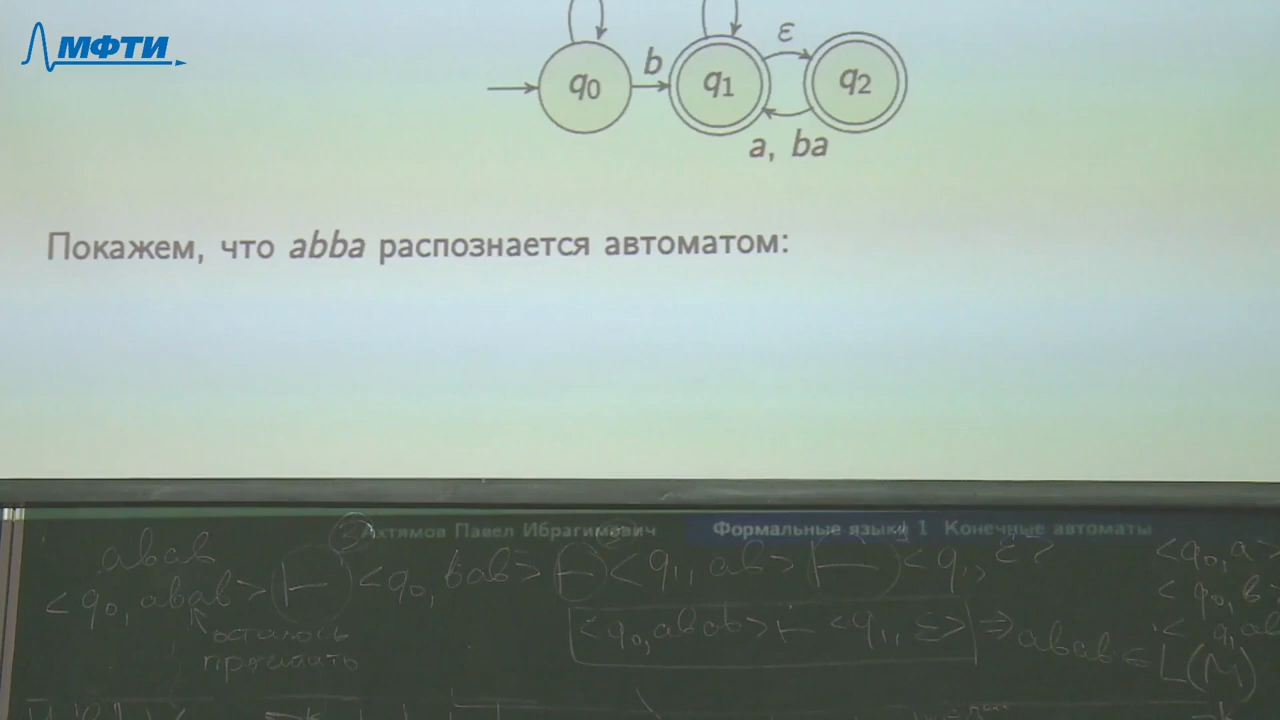 МФТИ
ε
b
q0 q1 q2
a, ba
Покажем, что abba распознается автоматом:
Ахтямов Павел Ибрагимович Формальные языки 1 Конечные автоматы
abab
<q0, abab> ⊢ <q0, bab> ⊢ <q1, ab> ⊢ <q1, ε>
<q0, a>
<q0, b>
осталось
прочитать
<q0, abab> ⊢ <q1, ε> ⇒ abab ∈ L(M)